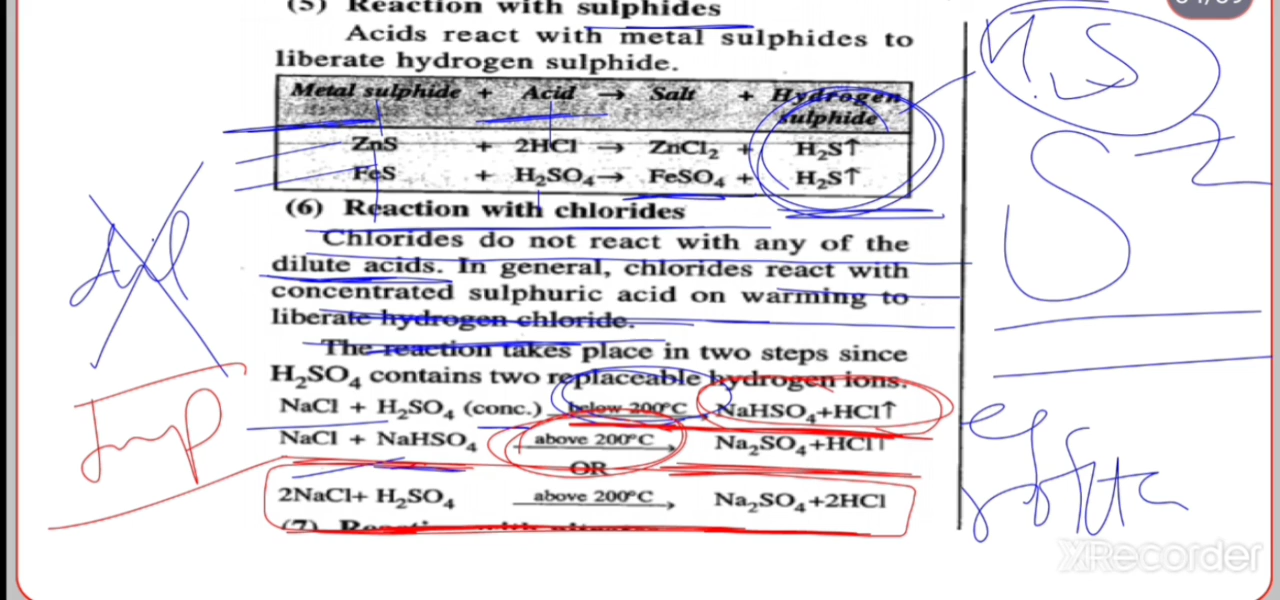 (5) Reaction with sulphides
Acids react with metal sulphides to
liberate hydrogen sulphide.
Metal sulphide + Acid → Salt + Hydrogen sulphide
ZnS + 2HCl → ZnCl₂ + H₂S↑
FeS + H₂SO₄ → FeSO₄ + H₂S↑
(6) Reaction with chlorides
Chlorides do not react with any of the
dilute acids. In general, chlorides react with
concentrated sulphuric acid on warming to
liberate hydrogen chloride.
The reaction takes place in two steps since
H₂SO₄ contains two replaceable hydrogen ions.
NaCl + H₂SO₄ (conc.) below 200°C → NaHSO₄+HCl↑
NaCl + NaHSO₄ above 200°C → Na₂SO₄+HCl↑
OR
2NaCl+ H₂SO₄ above 200°C → Na₂SO₄+2HCl
(7) Reaction with
Imp
S
XRecorder